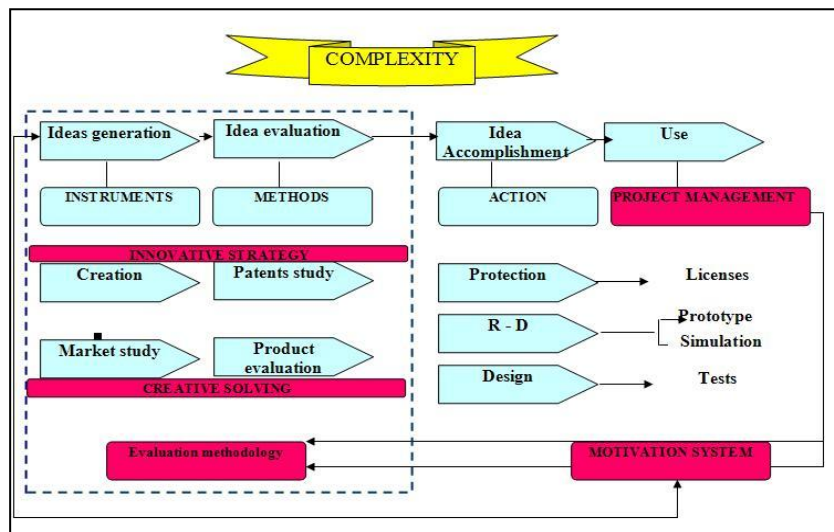 COMPLEXITY
Ideas generation
Idea evaluation
Idea
Accomplishment
Use
INSTRUMENTS
METHODS
ACTION
PROJECT MANAGEMENT
INNOVATIVE STRATEGY
Creation
Patents study
Protection
Licenses
R - D
Prototype
Simulation
Market study
Product
evaluation
Design
Tests
CREATIVE SOLVING
Evaluation methodology
MOTIVATION SYSTEM